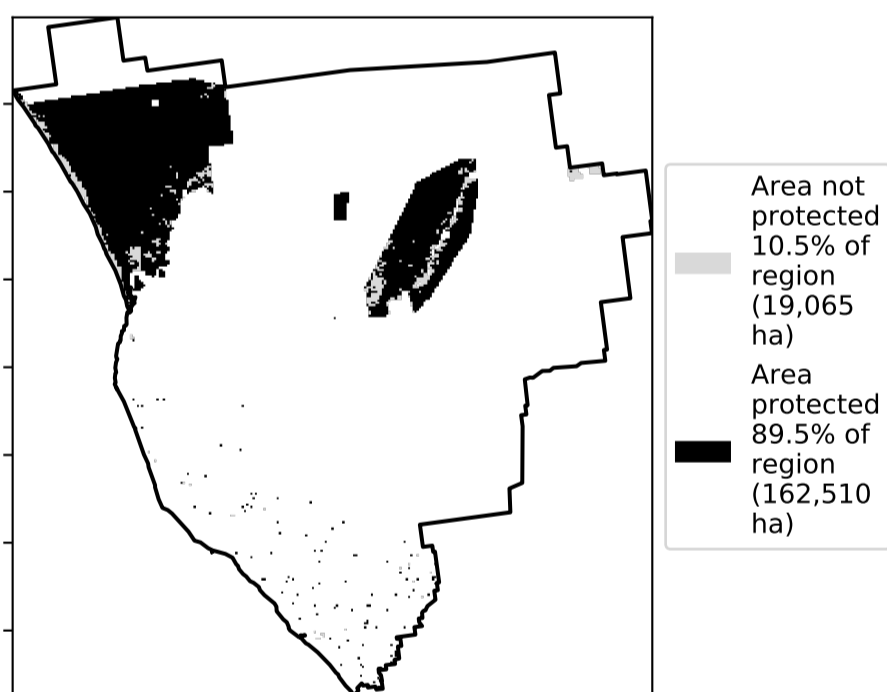 Area not
protected
10.5% of
region
(19,065
ha)
Area
protected
89.5% of
region
(162,510
ha)